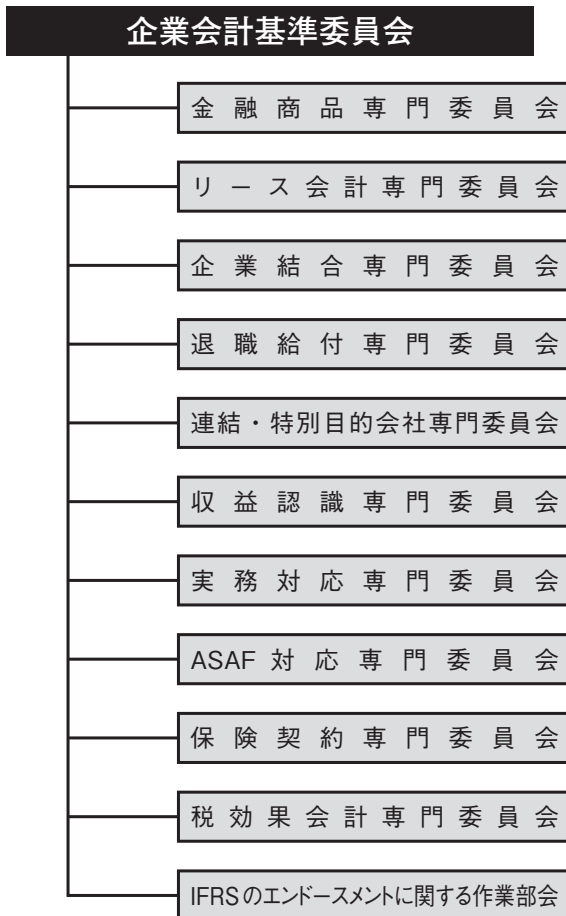 企業会計基準委員会
金融商品専門委員会
リース会計専門委員会
企業結合専門委員会
退職給付専門委員会
連結・特別目的会社専門委員会
収益認識専門委員会
実務対応専門委員会
ASAF対応専門委員会
保険契約専門委員会
税効果会計専門委員会
IFRSのエンドースメントに関する作業部会